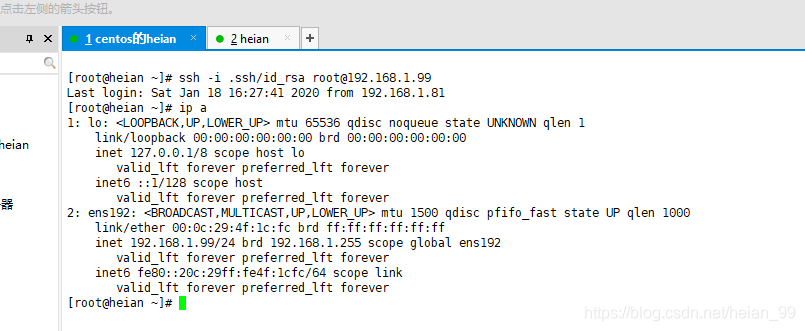 点击左侧的箭头按钮。
1 centos的heian ×
2 heian ×
+
[root@heian ~]# ssh -i .ssh/id_rsa root@192.168.1.99
Last login: Sat Jan 18 16:27:41 2020 from 192.168.1.81
[root@heian ~]# ip a
1: lo: <LOOPBACK,UP,LOWER_UP> mtu 65536 qdisc noqueue state UNKNOWN qlen 1
    link/loopback 00:00:00:00:00:00 brd 00:00:00:00:00:00
    inet 127.0.0.1/8 scope host lo
       valid_lft forever preferred_lft forever
    inet6 ::1/128 scope host
       valid_lft forever preferred_lft forever
2: ens192: <BROADCAST,MULTICAST,UP,LOWER_UP> mtu 1500 qdisc pfifo_fast state UP qlen 1000
    link/ether 00:0c:29:4f:1c:fc brd ff:ff:ff:ff:ff:ff
    inet 192.168.1.99/24 brd 192.168.1.255 scope global ens192
       valid_lft forever preferred_lft forever
    inet6 fe80::20c:29ff:fe4f:1cfc/64 scope link
       valid_lft forever preferred_lft forever
[root@heian ~]#
heian
器
https://blog.csdn.net/heian_99